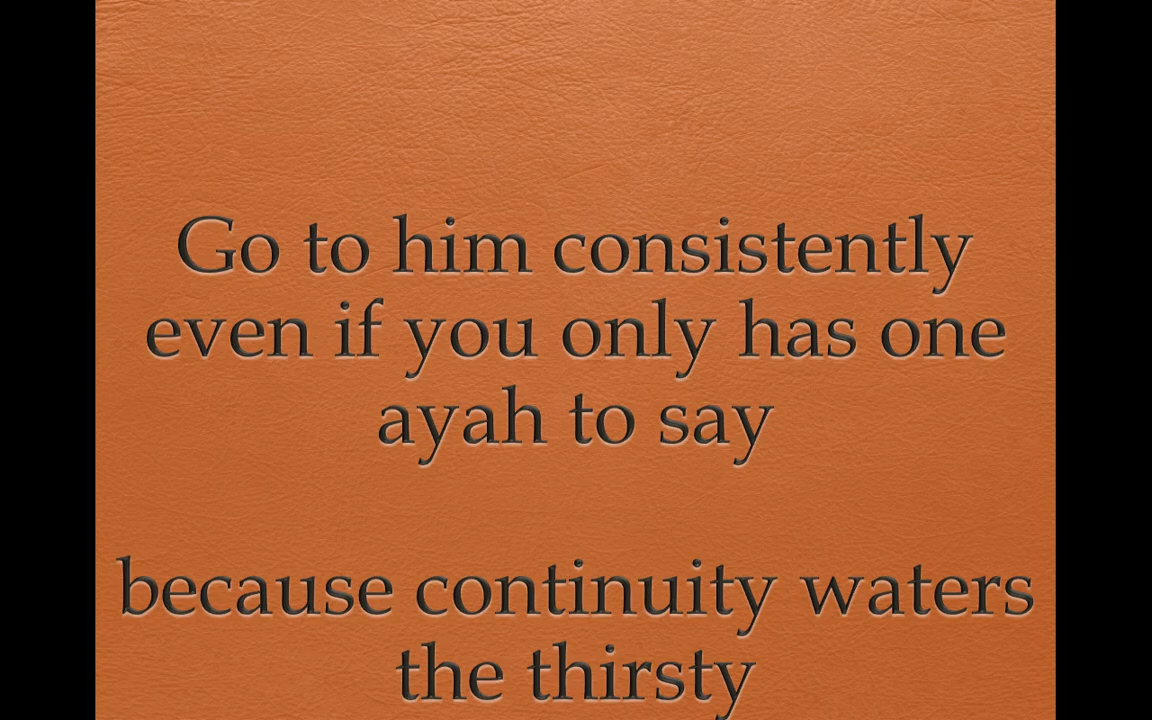 Go to him consistently
even if you only has one
ayah to say
because continuity waters
the thirsty